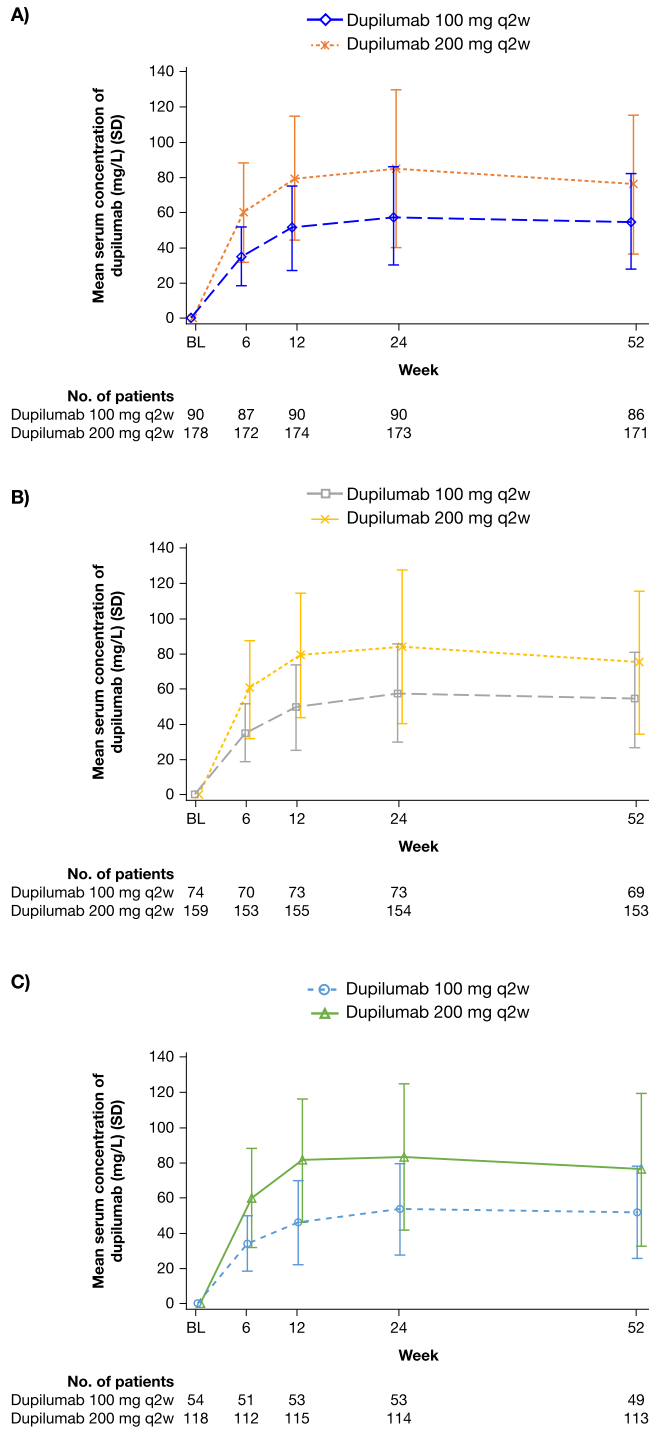 A)
Dupilumab 100 mg q2w
Dupilumab 200 mg q2w
Mean serum concentration of
dupilumab (mg/L) (SD)
140
120
100
80
60
40
20
0
BL 6 12 24 52
Week
No. of patients
Dupilumab 100 mg q2w 90 87 90 90 86
Dupilumab 200 mg q2w 178 172 174 173 171
B)
Dupilumab 100 mg q2w
Dupilumab 200 mg q2w
Mean serum concentration of
dupilumab (mg/L) (SD)
140
120
100
80
60
40
20
0
BL 6 12 24 52
Week
No. of patients
Dupilumab 100 mg q2w 74 70 73 73 69
Dupilumab 200 mg q2w 159 153 155 154 153
C)
Dupilumab 100 mg q2w
Dupilumab 200 mg q2w
Mean serum concentration of
dupilumab (mg/L) (SD)
140
120
100
80
60
40
20
0
BL 6 12 24 52
Week
No. of patients
Dupilumab 100 mg q2w 54 51 53 53 49
Dupilumab 200 mg q2w 118 112 115 114 113